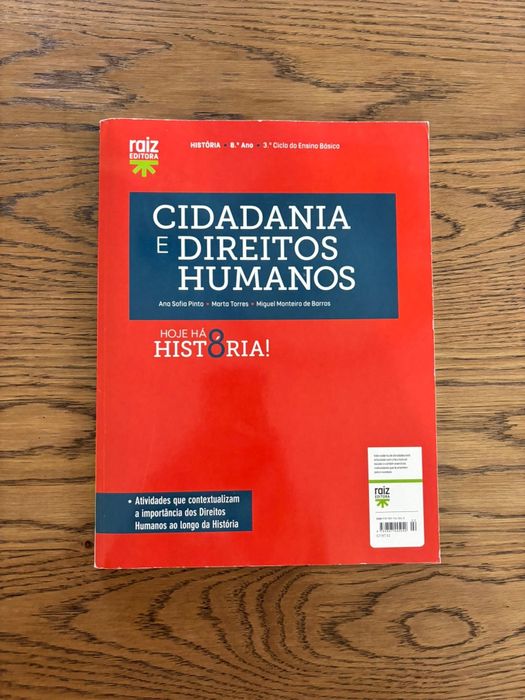 raiz
EDITORA
HISTÓRIA • 8.º Ano • 3.º Ciclo do Ensino Básico
CIDADANIA
E DIREITOS
HUMANOS
Ana Sofia Pinto • Marta Torres • Miguel Monteiro de Barros
HOJE HÁ
HIST8RIA!
• Atividades que contextualizam
a importância dos Direitos
Humanos ao longo da História
raiz
EDITORA